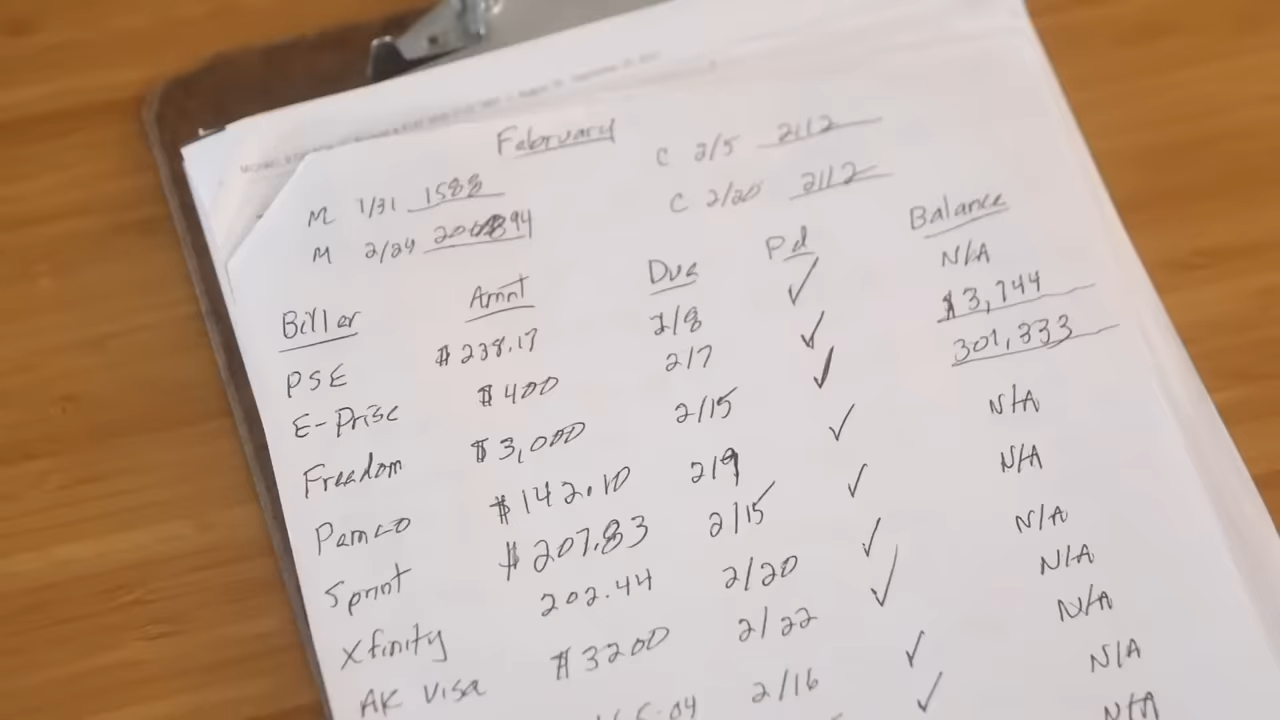 February
M 1/31 1588 C 2/5 2112
M 2/24 C 2/20 2112
Biller Amnt Due Pd Balance
PSE $238.17 2/8 ✓ N/A
E-Prise $400 2/7 ✓ $3,744
Freedom $3,000 2/15 ✓ 301,333
Pemco $142.10 2/9 ✓ N/A
Sprint $207.83 2/15 ✓ N/A
Xfinity 202.44 2/20 ✓ N/A
AK Visa $3200 2/22 ✓ N/A
2/16 ✓ N/A
✓ N/A
N/A